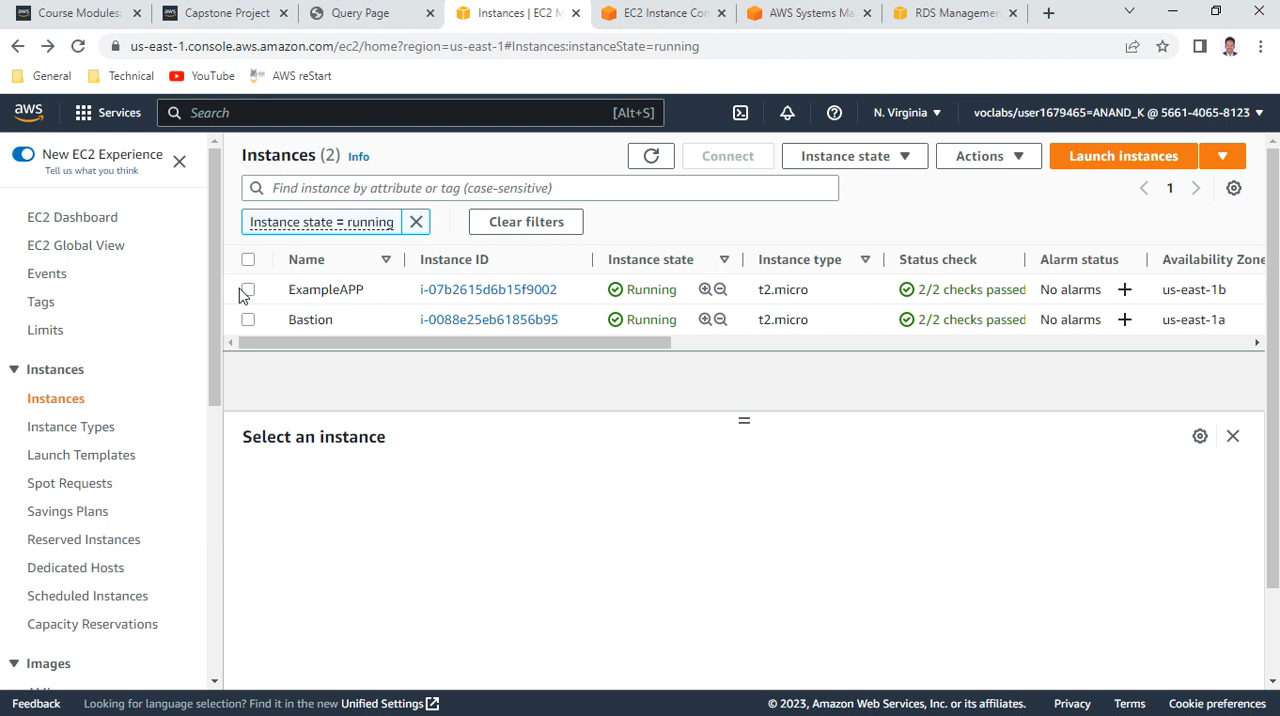 Course Modules:
Capstone Project
Query Page
Instances | EC2 M
EC2 Instance Con
AWS Systems Ma
RDS Managemen
us-east-1.console.aws.amazon.com/ec2/home?region=us-east-1#Instances:instanceState=running
General
Technical
YouTube
AWS reStart
aws
Services
Search
[Alt+S]
N. Virginia
voclabs/user1679465=ANAND_K @ 5661-4065-8123
New EC2 Experience
Tell us what you think
EC2 Dashboard
EC2 Global View
Events
Tags
Limits
Instances
Instances
Instance Types
Launch Templates
Spot Requests
Savings Plans
Reserved Instances
Dedicated Hosts
Scheduled Instances
Capacity Reservations
Images
Instances (2) Info
Connect
Instance state
Actions
Launch instances
Find instance by attribute or tag (case-sensitive)
1
Instance state = running
Clear filters
Name Instance ID Instance state Instance type Status check Alarm status Availability Zone
ExampleAPP i-07b2615d6b15f9002 Running t2.micro 2/2 checks passed No alarms us-east-1b
Bastion i-0088e25eb61856b95 Running t2.micro 2/2 checks passed No alarms us-east-1a
Select an instance
Feedback
Looking for language selection? Find it in the new Unified Settings
© 2023, Amazon Web Services, Inc. or its affiliates.
Privacy
Terms
Cookie preferences